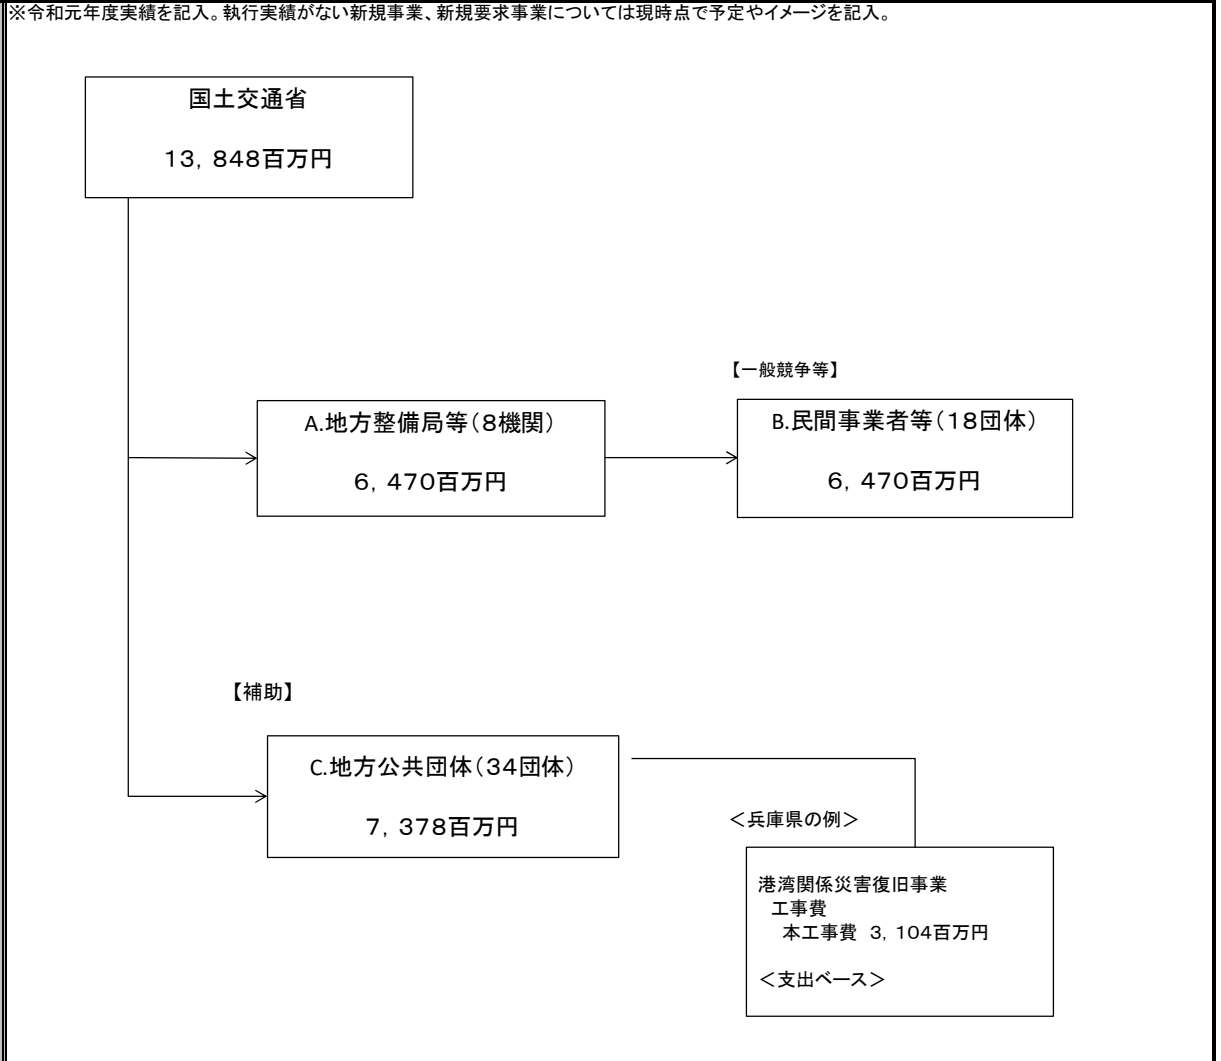 ※令和元年度実績を記入。執行実績がない新規事業、新規要求事業については現時点で予定やイメージを記入。
国土交通省
１３，８４８百万円
【一般競争等】
A.地方整備局等（８機関）
６，４７０百万円
B.民間事業者等（１８団体）
６，４７０百万円
【補助】
C.地方公共団体（３４団体）
７，３７８百万円
＜兵庫県の例＞
港湾関係災害復旧事業
工事費
本工事費　３，１０４百万円
＜支出ベース＞